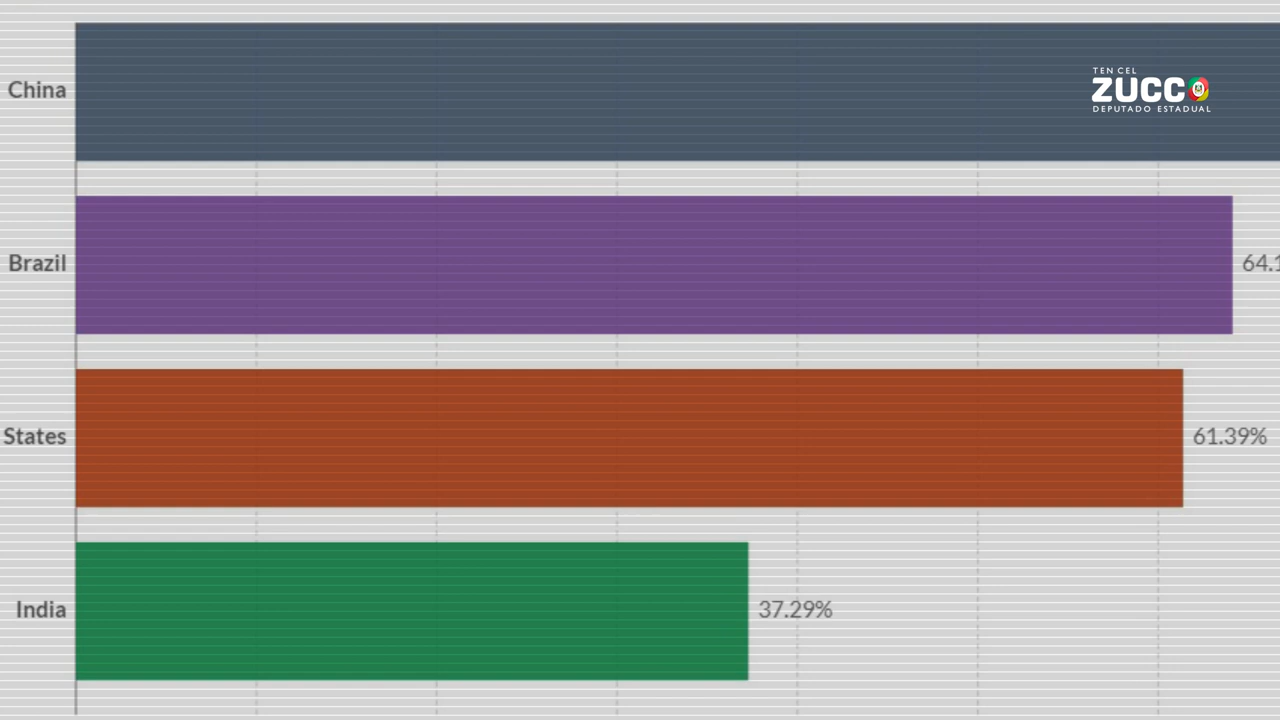 China
TEN CEL
ZUCCO
DEPUTADO ESTADUAL
Brazil
States
61.39%
India
37.29%